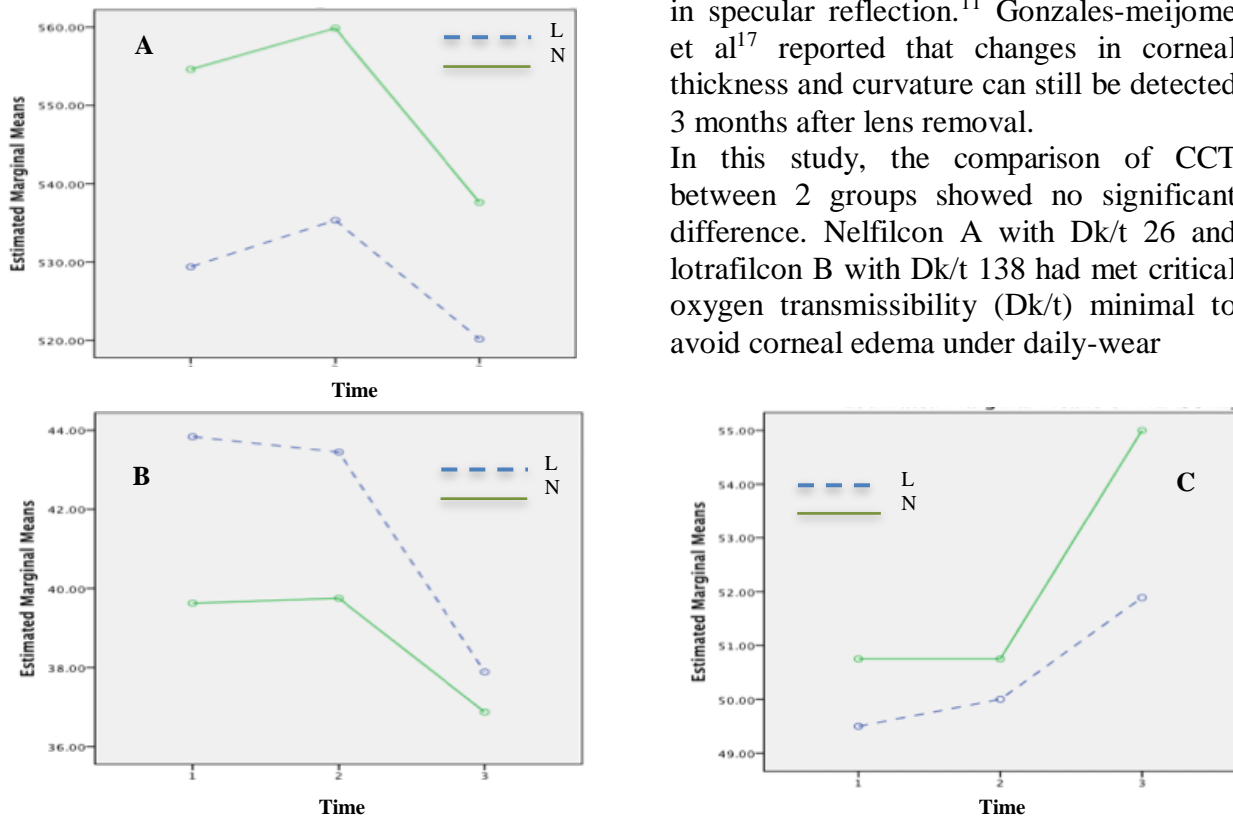 A
L
N
Estimated Marginal Means
560.00
550.00
540.00
530.00
520.00
Time
in specular reflection.11 Gonzales-meijome
et al17 reported that changes in corneal
thickness and curvature can still be detected
3 months after lens removal.
In this study, the comparison of CCT
between 2 groups showed no significant
difference. Nelfilcon A with Dk/t 26 and
lotrafilcon B with Dk/t 138 had met critical
oxygen transmissibility (Dk/t) minimal to
avoid corneal edema under daily-wear
B
L
N
Estimated Marginal Means
44.00
42.00
40.00
38.00
36.00
1 2 3
Time
C
L
N
Estimated Marginal Means
55.00
54.00
53.00
52.00
51.00
50.00
49.00
1 2 3
Time